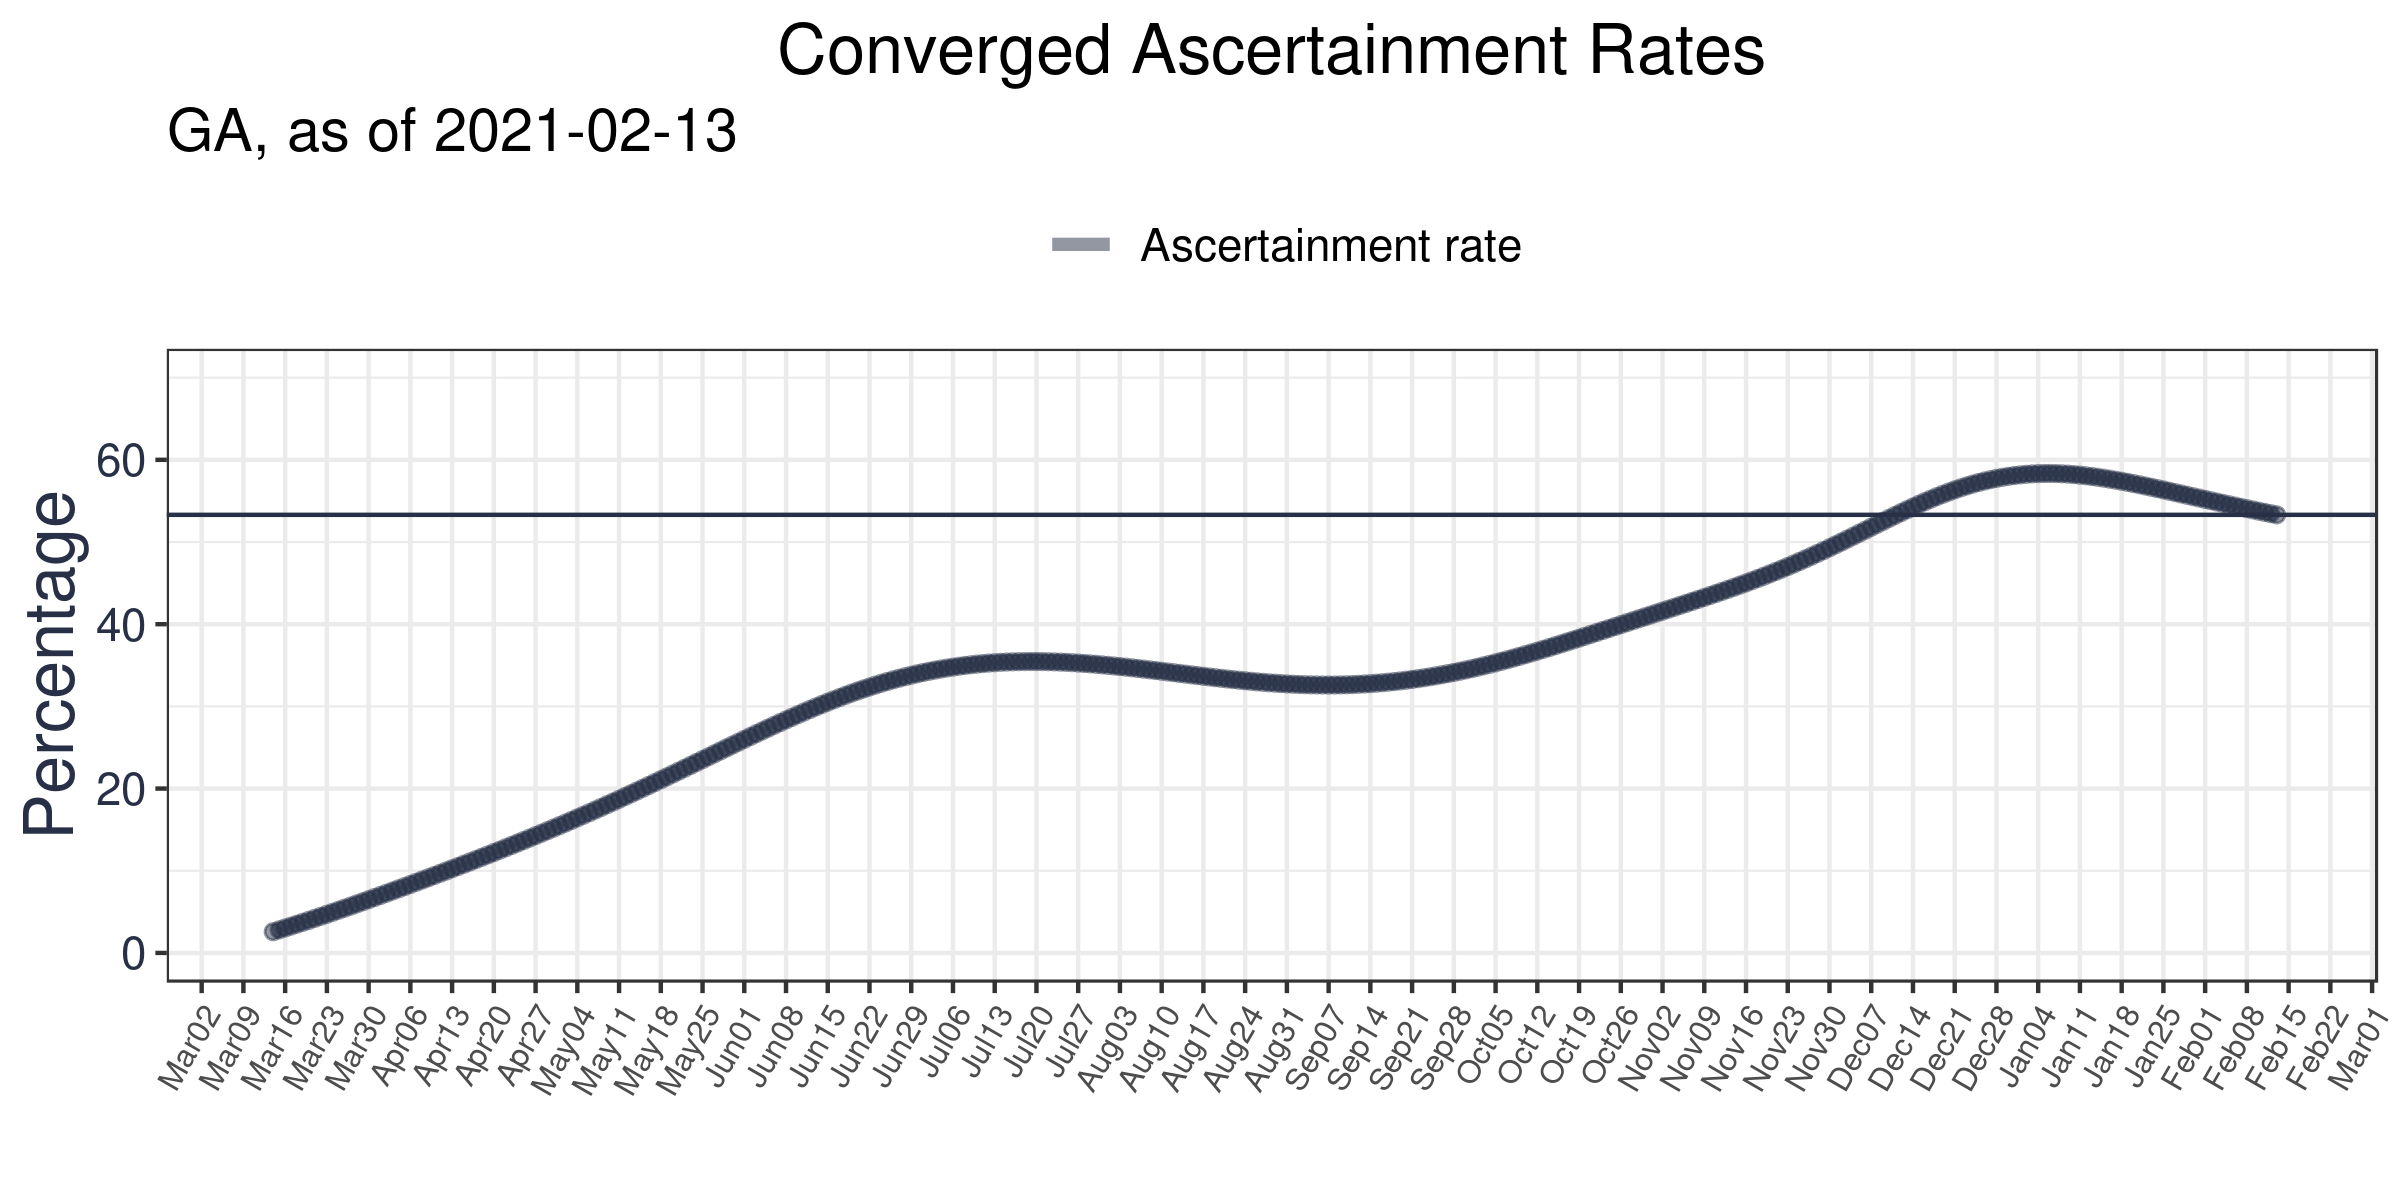 Converged Ascertainment Rates
GA, as of 2021-02-13
Ascertainment rate
Percentage
60
40
20
0
Mar02 Mar09 Mar16 Mar23 Mar30 Apr06 Apr13 Apr20 Apr27 May04 May11 May18 May25 Jun01 Jun08 Jun15 Jun22 Jun29 Jul06 Jul13 Jul20 Jul27 Aug03 Aug10 Aug17 Aug24 Aug31 Sep07 Sep14 Sep21 Sep28 Oct05 Oct12 Oct19 Oct26 Nov02 Nov09 Nov16 Nov23 Nov30 Dec07 Dec14 Dec21 Dec28 Jan04 Jan11 Jan18 Jan25 Feb01 Feb08 Feb15 Feb22 Mar01